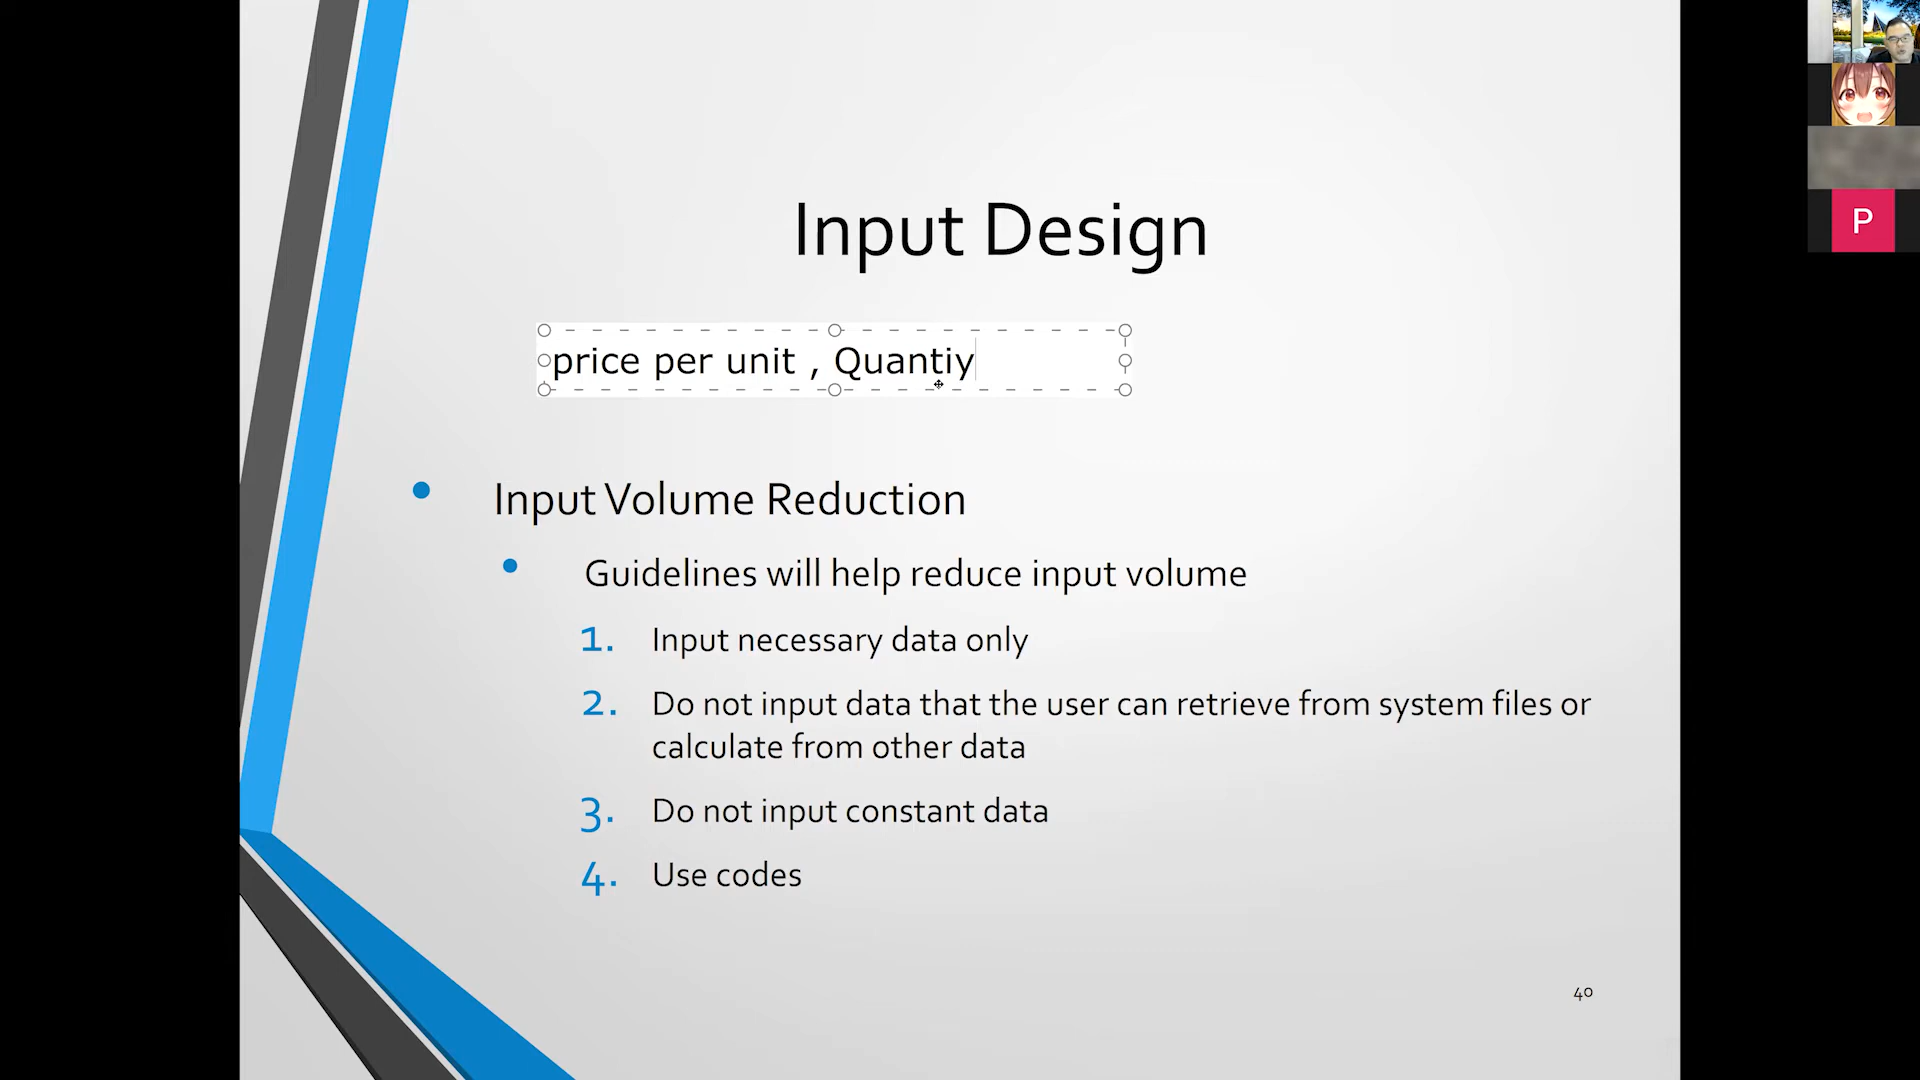 Input Design
price per unit , Quantiy
Input Volume Reduction
Guidelines will help reduce input volume
1. Input necessary data only
2. Do not input data that the user can retrieve from system files or
calculate from other data
3. Do not input constant data
4. Use codes
40
P